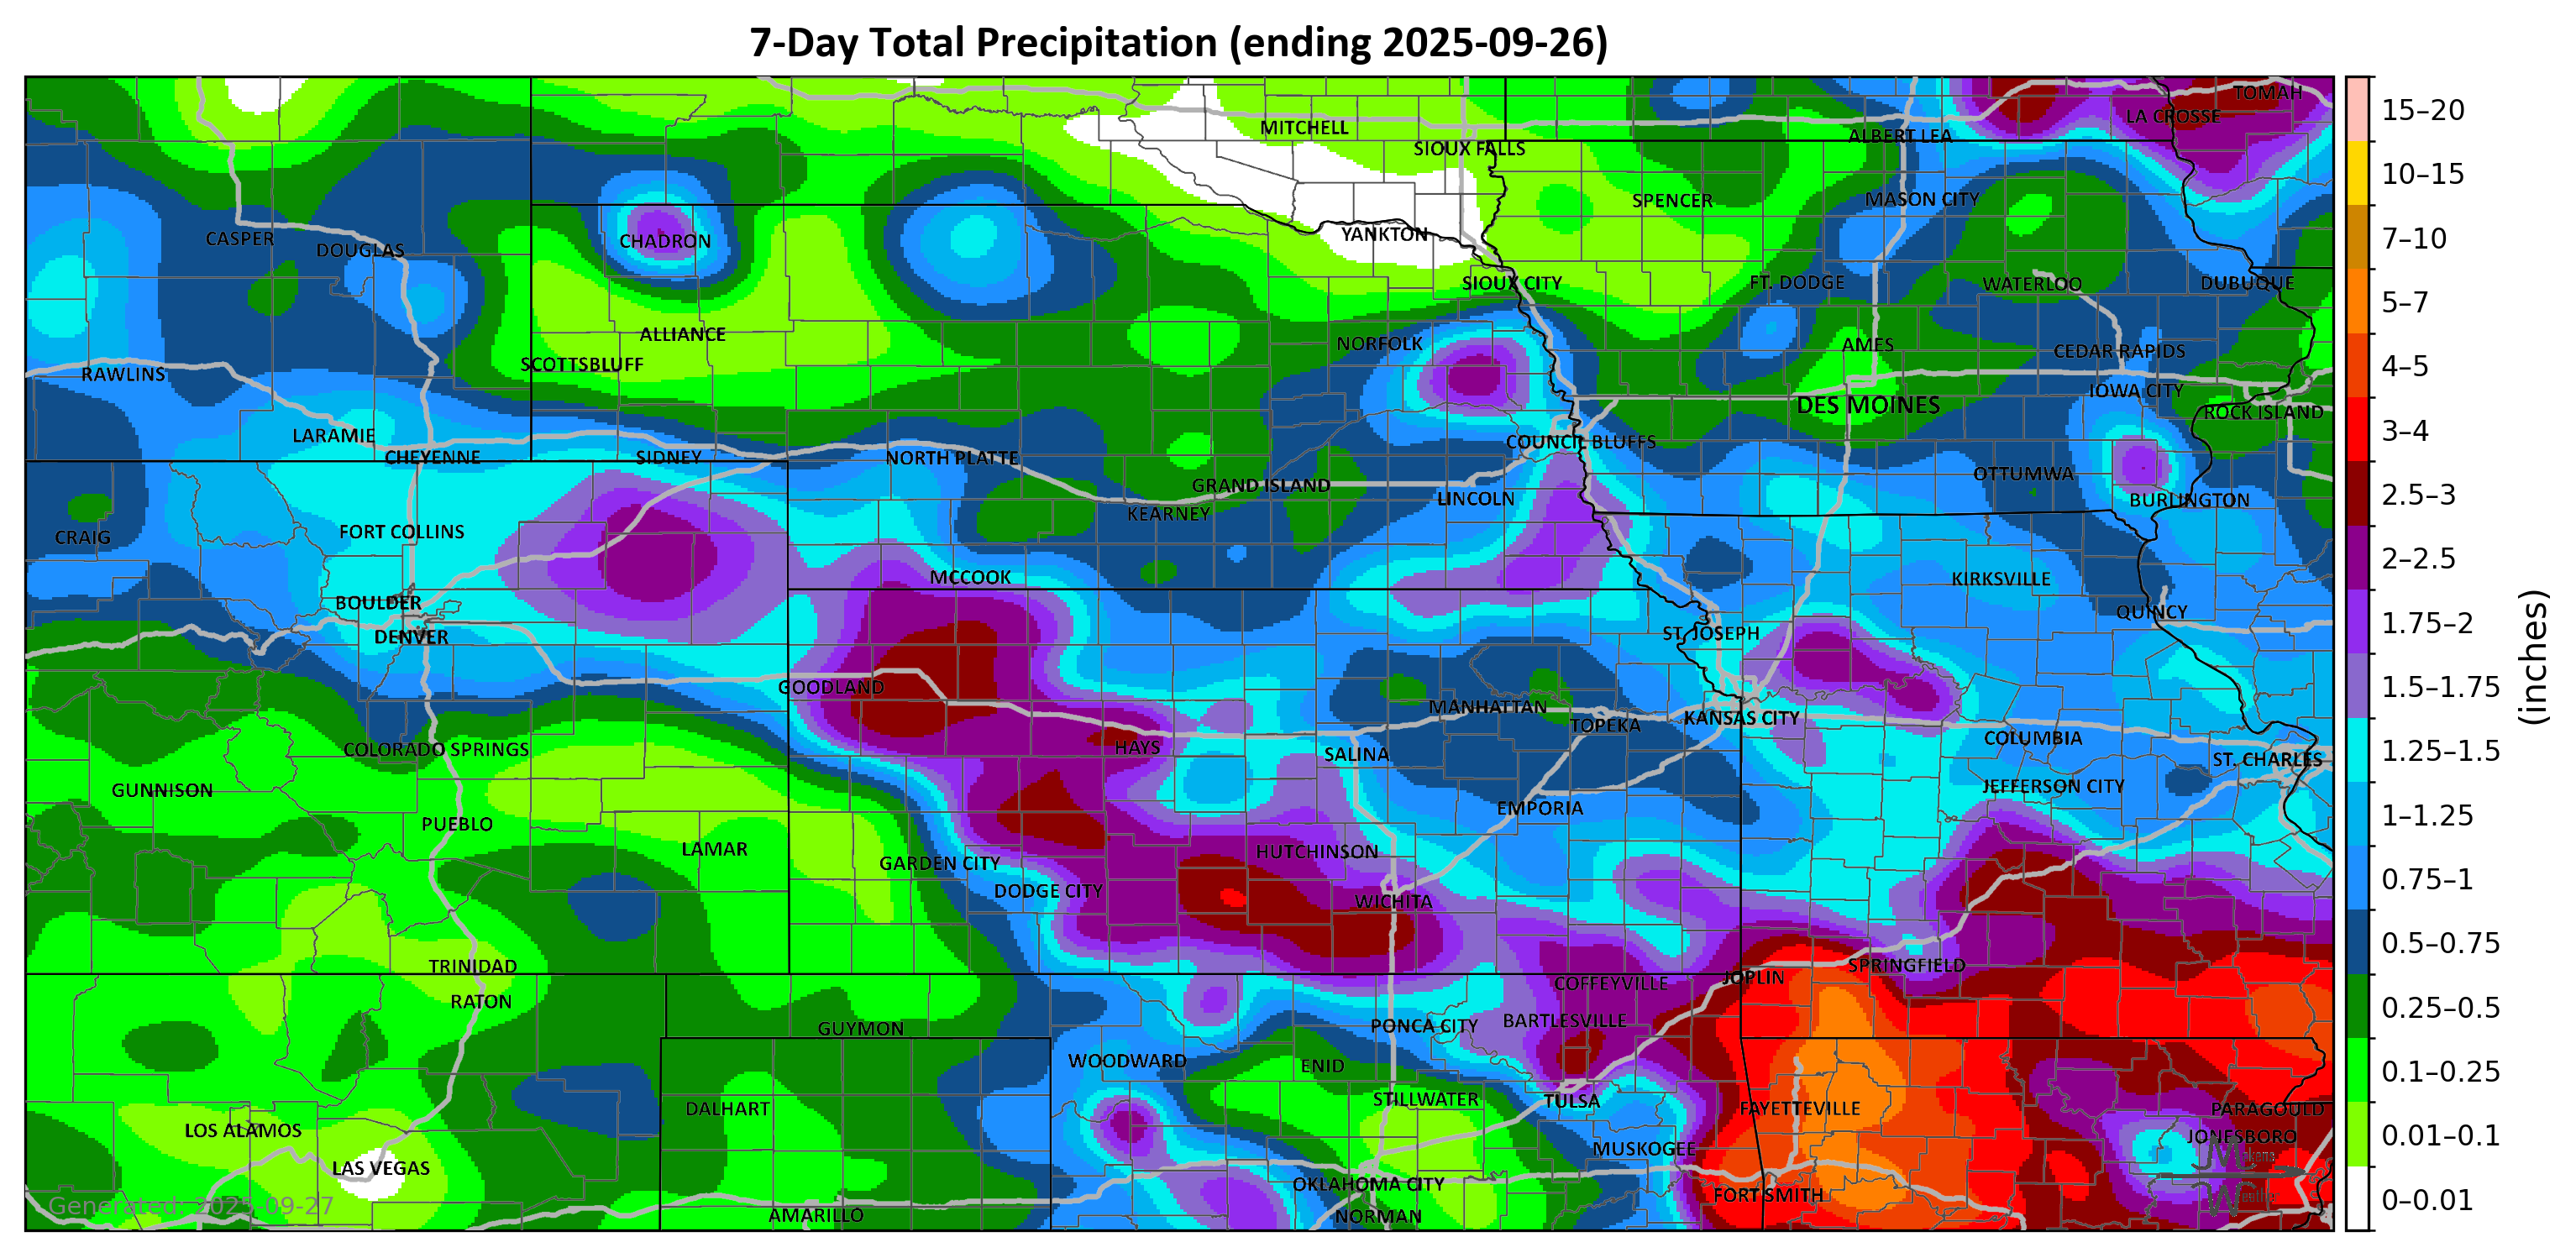 7-Day Total Precipitation (ending 2025-09-26)
TOMAH
LA CROSSE
MITCHELL
ALBERT LEA
SIOUX FALLS
SPENCER
MASON CITY
CASPER
DOUGLAS
CHADRON
YANKTON
SIOUX CITY
FT. DODGE
WATERLOO
DUBUQUE
ALLIANCE
NORFOLK
AMES
CEDAR RAPIDS
SCOTTSBLUFF
RAWLINS
IOWA CITY
DES MOINES
ROCK ISLAND
LARAMIE
COUNCIL BLUFFS
CHEYENNE
SIDNEY
NORTH PLATTE
OTTUMWA
GRAND ISLAND
LINCOLN
BURLINGTON
KEARNEY
CRAIG
FORT COLLINS
MCCOOK
KIRKSVILLE
BOULDER
QUINCY
DENVER
ST. JOSEPH
GOODLAND
MANHATTAN
TOPEKA
KANSAS CITY
COLUMBIA
COLORADO SPRINGS
HAYS
SALINA
ST. CHARLES
GUNNISON
JEFFERSON CITY
EMPORIA
PUEBLO
LAMAR
HUTCHINSON
GARDEN CITY
DODGE CITY
WICHITA
TRINIDAD
SPRINGFIELD
JOPLIN
COFFEYVILLE
RATON
BARTLESVILLE
PONCA CITY
GUYMON
WOODWARD
ENID
STILLWATER
TULSA
DALHART
FAYETTEVILLE
PARAGOULD
LOS ALAMOS
JONESBORO
MUSKOGEE
LAS VEGAS
OKLAHOMA CITY
FORT SMITH
AMARILLO
NORMAN
Generated: 2025-09-27
15–20
10–15
7–10
5–7
4–5
3–4
2.5–3
2–2.5
1.75–2
1.5–1.75
1.25–1.5
1–1.25
0.75–1
0.5–0.75
0.25–0.5
0.1–0.25
0.01–0.1
0–0.01
(inches)